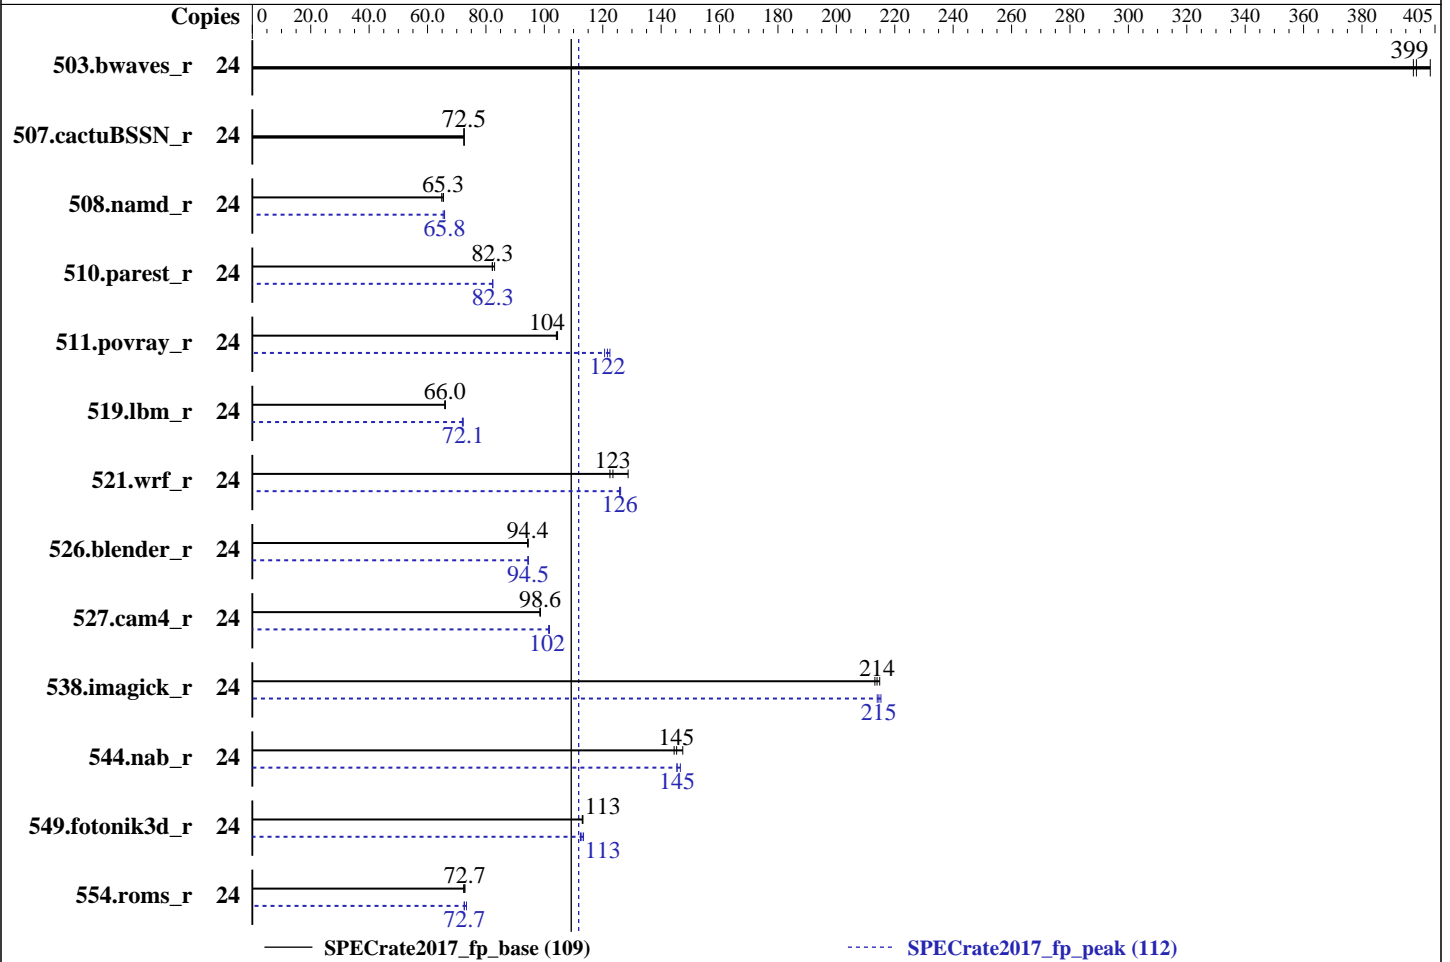 Copies 0 20.0 40.0 60.0 80.0 100 120 140 160 180 200 220 240 260 280 300 320 340 360 380 405
503.bwaves_r 24 399
507.cactuBSSN_r 24 72.5
508.namd_r 24 65.3
65.8
510.parest_r 24 82.3
82.3
511.povray_r 24 104
122
519.lbm_r 24 66.0
72.1
521.wrf_r 24 123
126
526.blender_r 24 94.4
94.5
527.cam4_r 24 98.6
102
538.imagick_r 24 214
215
544.nab_r 24 145
145
549.fotonik3d_r 24 113
113
554.roms_r 24 72.7
72.7
SPECrate2017_fp_base (109) SPECrate2017_fp_peak (112)